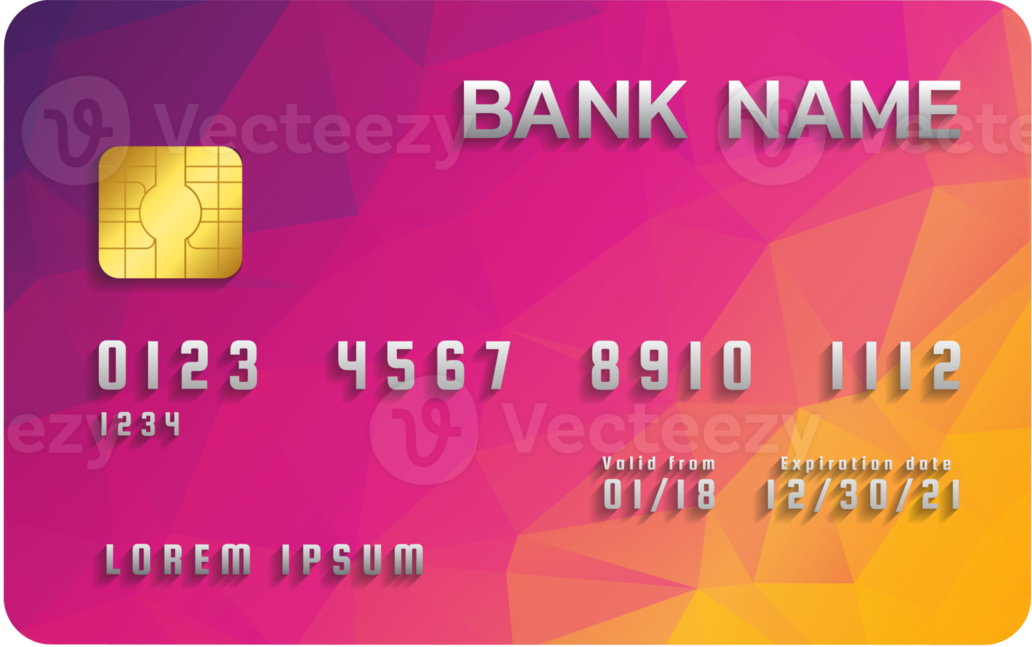 Vecteezy
BANK NAME
0123 4567 8910 1112
1234
Vecteezy
Valid from Expiration date
01/18 12/30/21
LOREM IPSUM